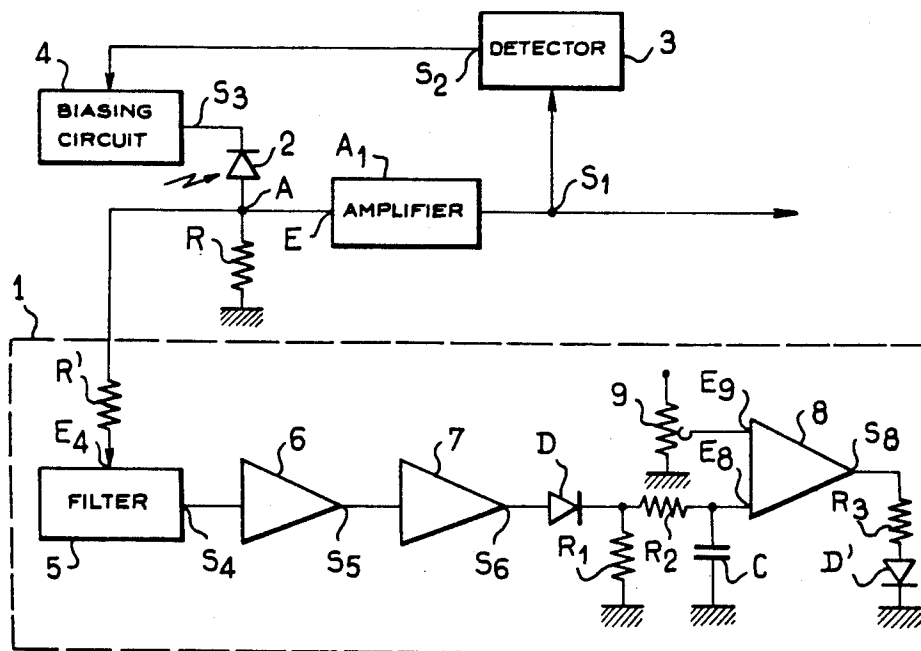 DETECTOR
3
S2
4
BIASING
CIRCUIT
S3
2
A
A1
AMPLIFIER
E
S1
R
1
R'
E4
FILTER
5
S4
6
S5
7
S6
D
R1
R2
C
9
E9
E8
8
S8
R3
D'